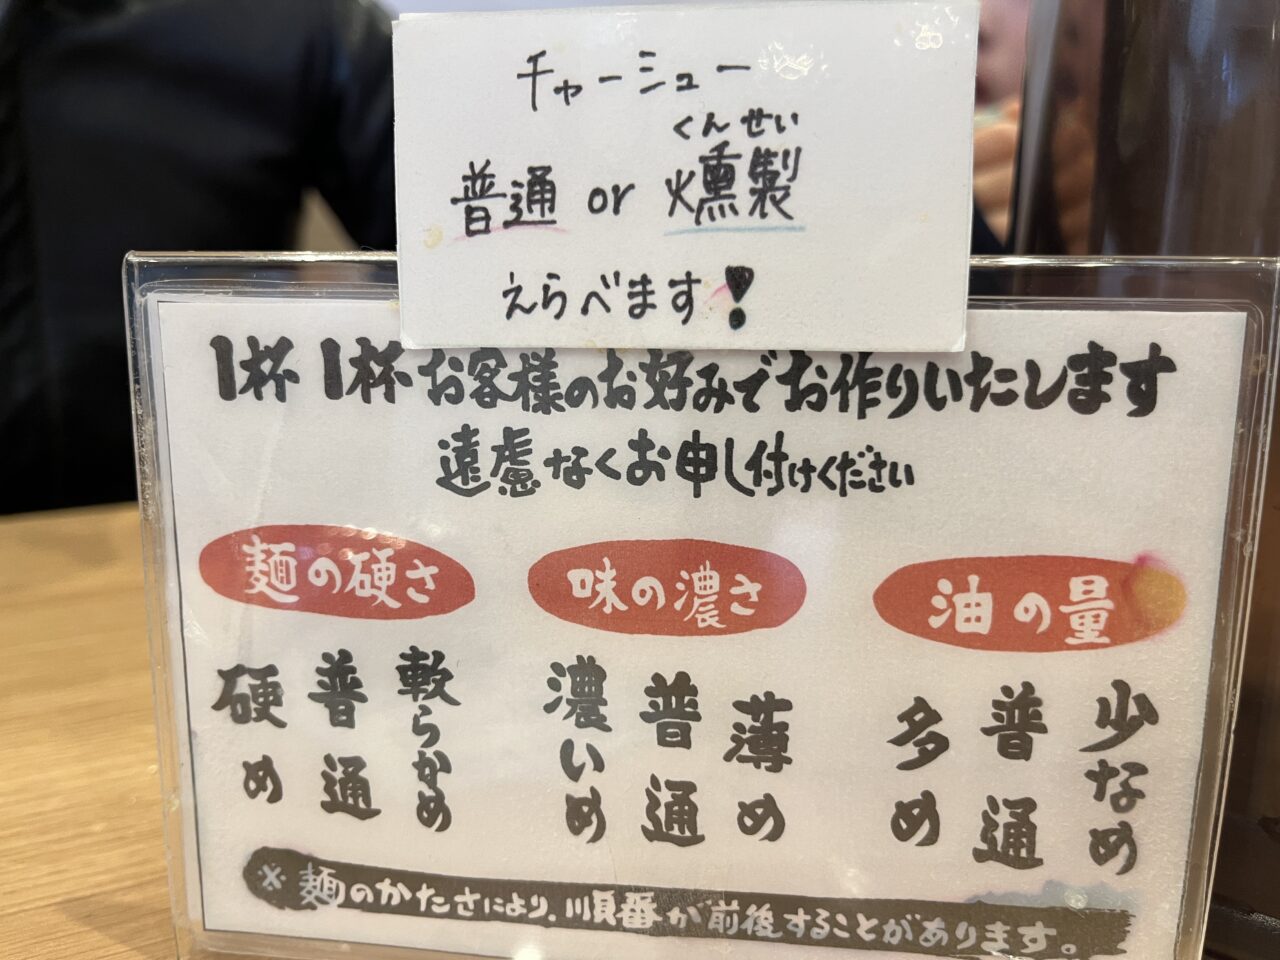 チャーシュー
くんせい
普通 or 燻製
えらべます!
1杯1杯お客様のお好みでお作りいたします
遠慮なくお申し付けください
麺の硬さ 味の濃さ 油の量
硬め 普通 軟らかめ 濃いめ 普通 薄め 多め 普通 少なめ
※麺のかたさにより、順番が前後することがあります。